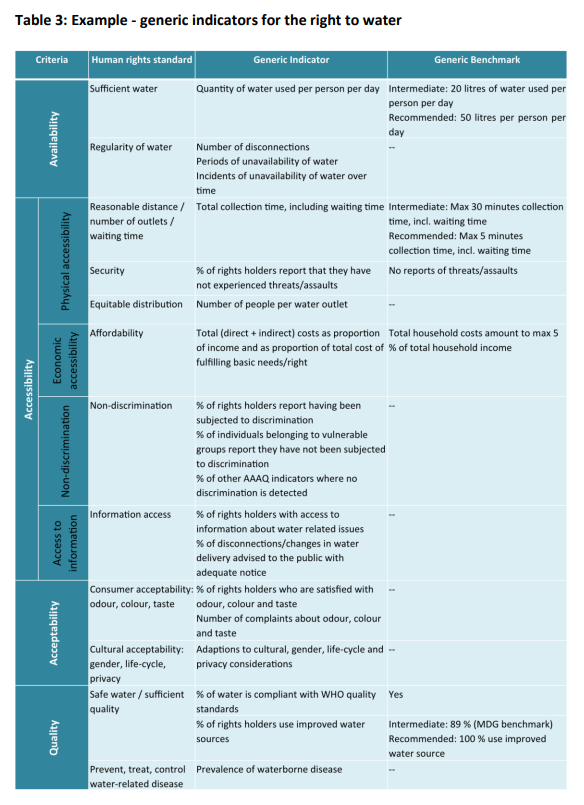 Table 3: Example - generic indicators for the right to water
Criteria
Human rights standard
Generic Indicator
Generic Benchmark
Availability
Sufficient water
Quantity of water used per person per day
Intermediate: 20 litres of water used per
person per day
Recommended: 50 litres per person per
day
Regularity of water
Number of disconnections
Periods of unavailability of water
Incidents of unavailability of water over
time
--
Accessibility
Physical accessibility
Reasonable distance /
number of outlets /
waiting time
Total collection time, including waiting time
Intermediate: Max 30 minutes collection
time, incl. waiting time
Recommended: Max 5 minutes
collection time, incl. waiting time
Security
% of rights holders report that they have
not experienced threats/assaults
No reports of threats/assaults
Equitable distribution
Number of people per water outlet
--
Economic
accessibility
Affordability
Total (direct + indirect) costs as proportion
of income and as proportion of total cost of
fulfilling basic needs/right
Total household costs amount to max 5
% of total household income
Non-discrimination
Non-discrimination
% of rights holders report having been
subjected to discrimination
% of individuals belonging to vulnerable
groups report they have not been subjected
to discrimination
% of other AAAQ indicators where no
discrimination is detected
--
Access to
information
Information access
% of rights holders with access to
information about water related issues
% of disconnections/changes in water
delivery advised to the public with
adequate notice
--
Acceptability
Consumer acceptability:
odour, colour, taste
% of rights holders who are satisfied with
odour, colour and taste
Number of complaints about odour, colour
and taste
--
Cultural acceptability:
gender, life-cycle,
privacy
Adaptions to cultural, gender, life-cycle and
privacy considerations
--
Quality
Safe water / sufficient
quality
% of water is compliant with WHO quality
standards
Yes
% of rights holders use improved water
sources
Intermediate: 89 % (MDG benchmark)
Recommended: 100 % use improved
water source
Prevent, treat, control
water-related disease
Prevalence of waterborne disease
--